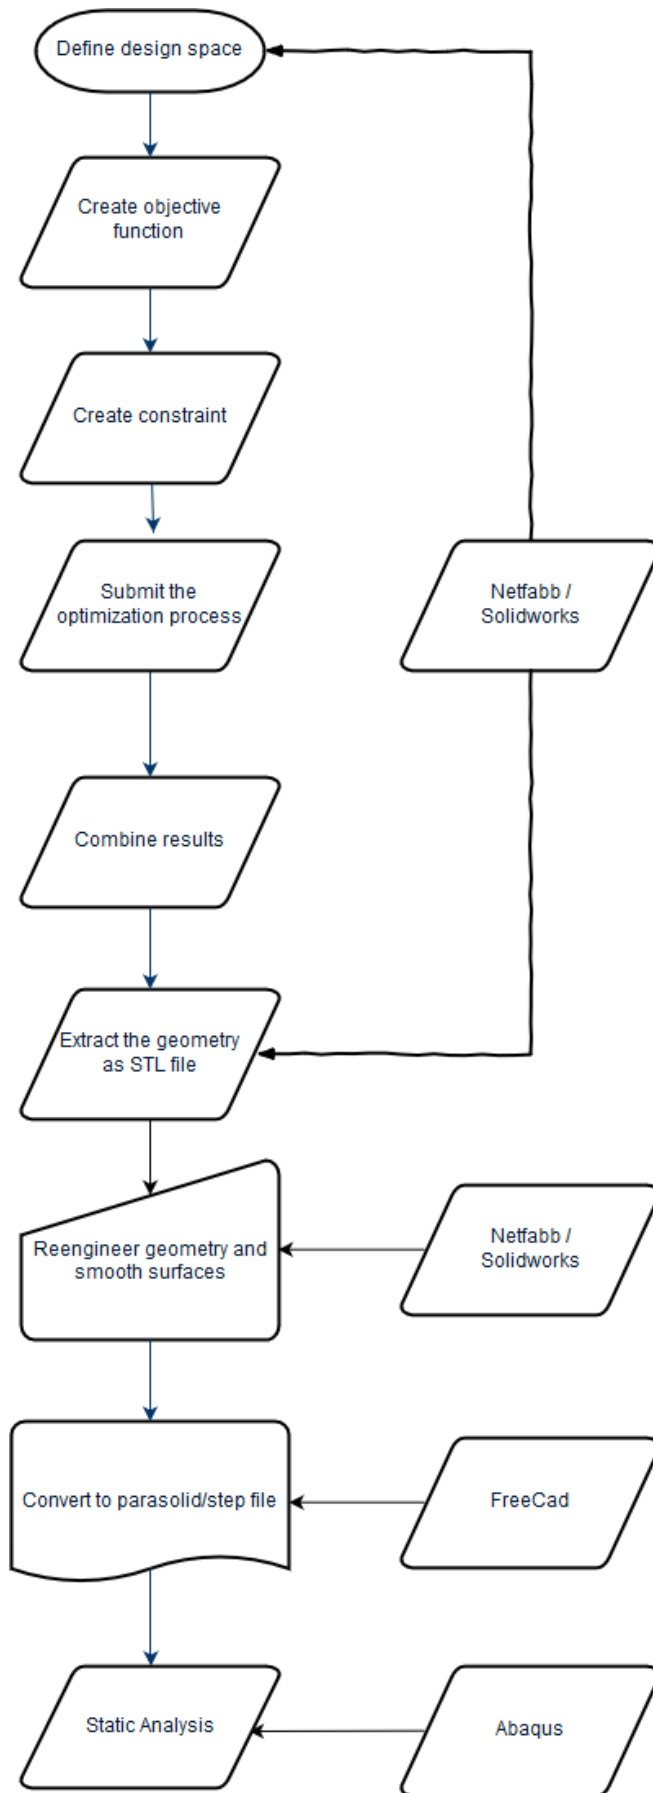 Define design space
Create objective
function
Create constraint
Submit the
optimization process
Netfabb /
Solidworks
Combine results
Extract the geometry
as STL file
Reengineer geometry and
smooth surfaces
Netfabb /
Solidworks
Convert to parasolid/step file
FreeCad
Static Analysis
Abaqus